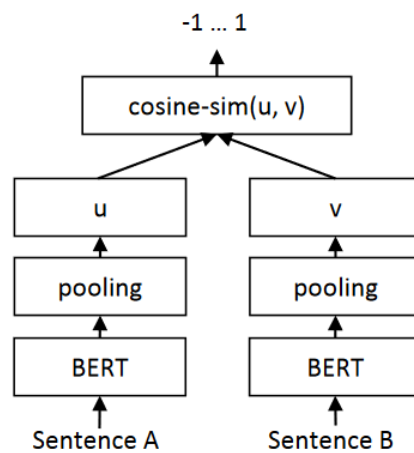 -1 … 1
cosine-sim(u, v)
u v
pooling pooling
BERT BERT
Sentence A Sentence B